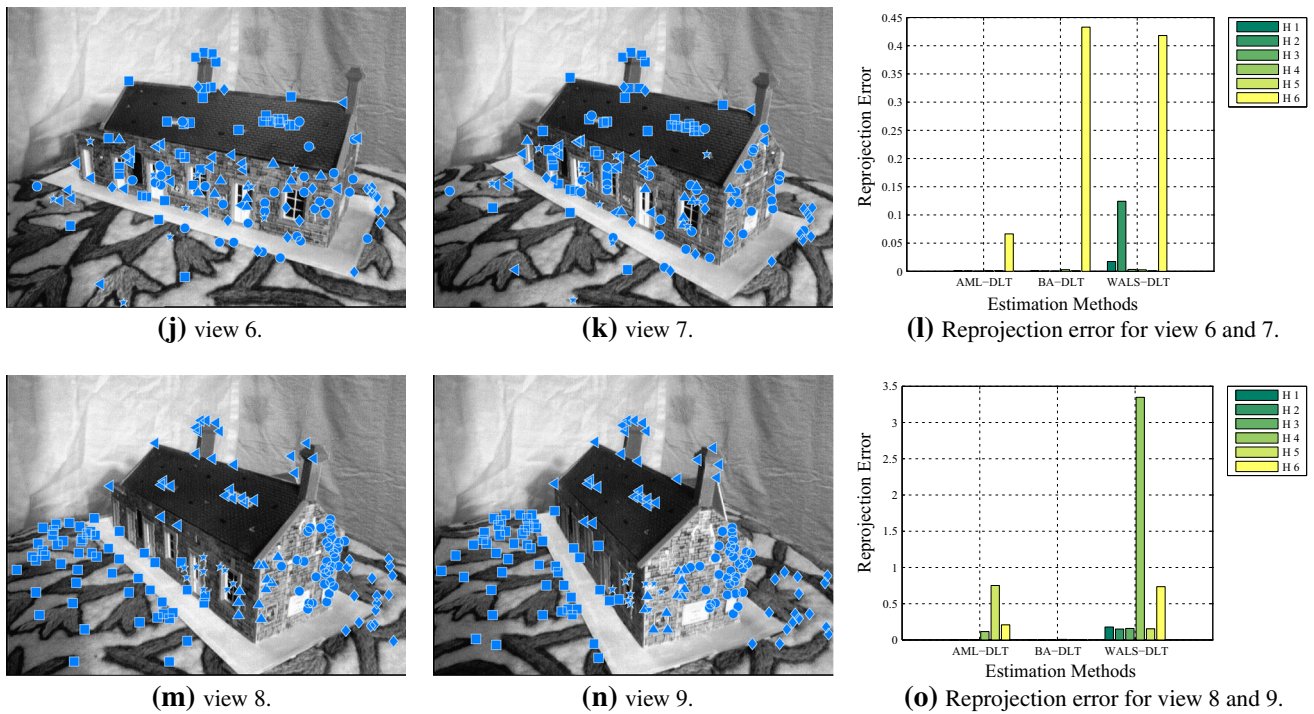 0.45
0.4
0.35
0.3
0.25
0.2
0.15
0.1
0.05
0
Reprojection Error
AML−DLT BA−DLT WALS−DLT
Estimation Methods
H 1
H 2
H 3
H 4
H 5
H 6
(j) view 6.
(k) view 7.
(l) Reprojection error for view 6 and 7.
3.5
3
2.5
2
1.5
1
0.5
0
Reprojection Error
AML−DLT BA−DLT WALS−DLT
Estimation Methods
H 1
H 2
H 3
H 4
H 5
H 6
(m) view 8.
(n) view 9.
(o) Reprojection error for view 8 and 9.